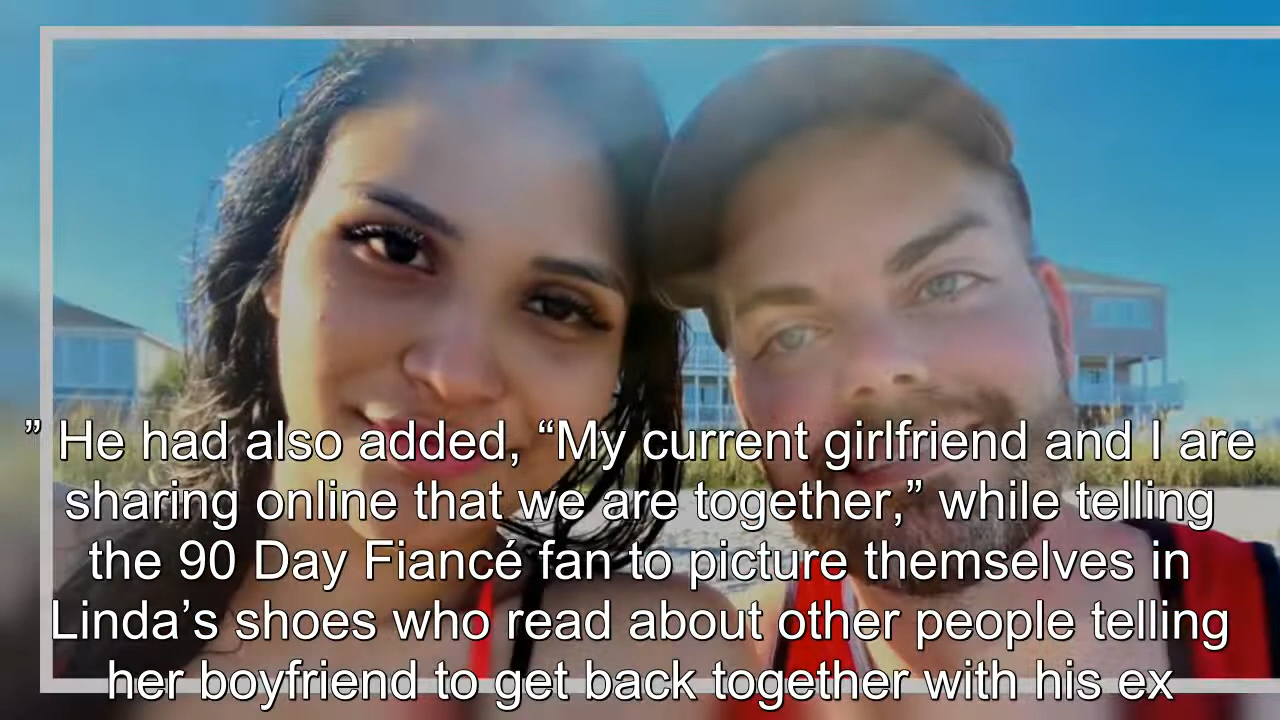 ” He had also added, “My current girlfriend and I are
sharing online that we are together,” while telling
the 90 Day Fiancé fan to picture themselves in
Linda’s shoes who read about other people telling
her boyfriend to get back together with his ex